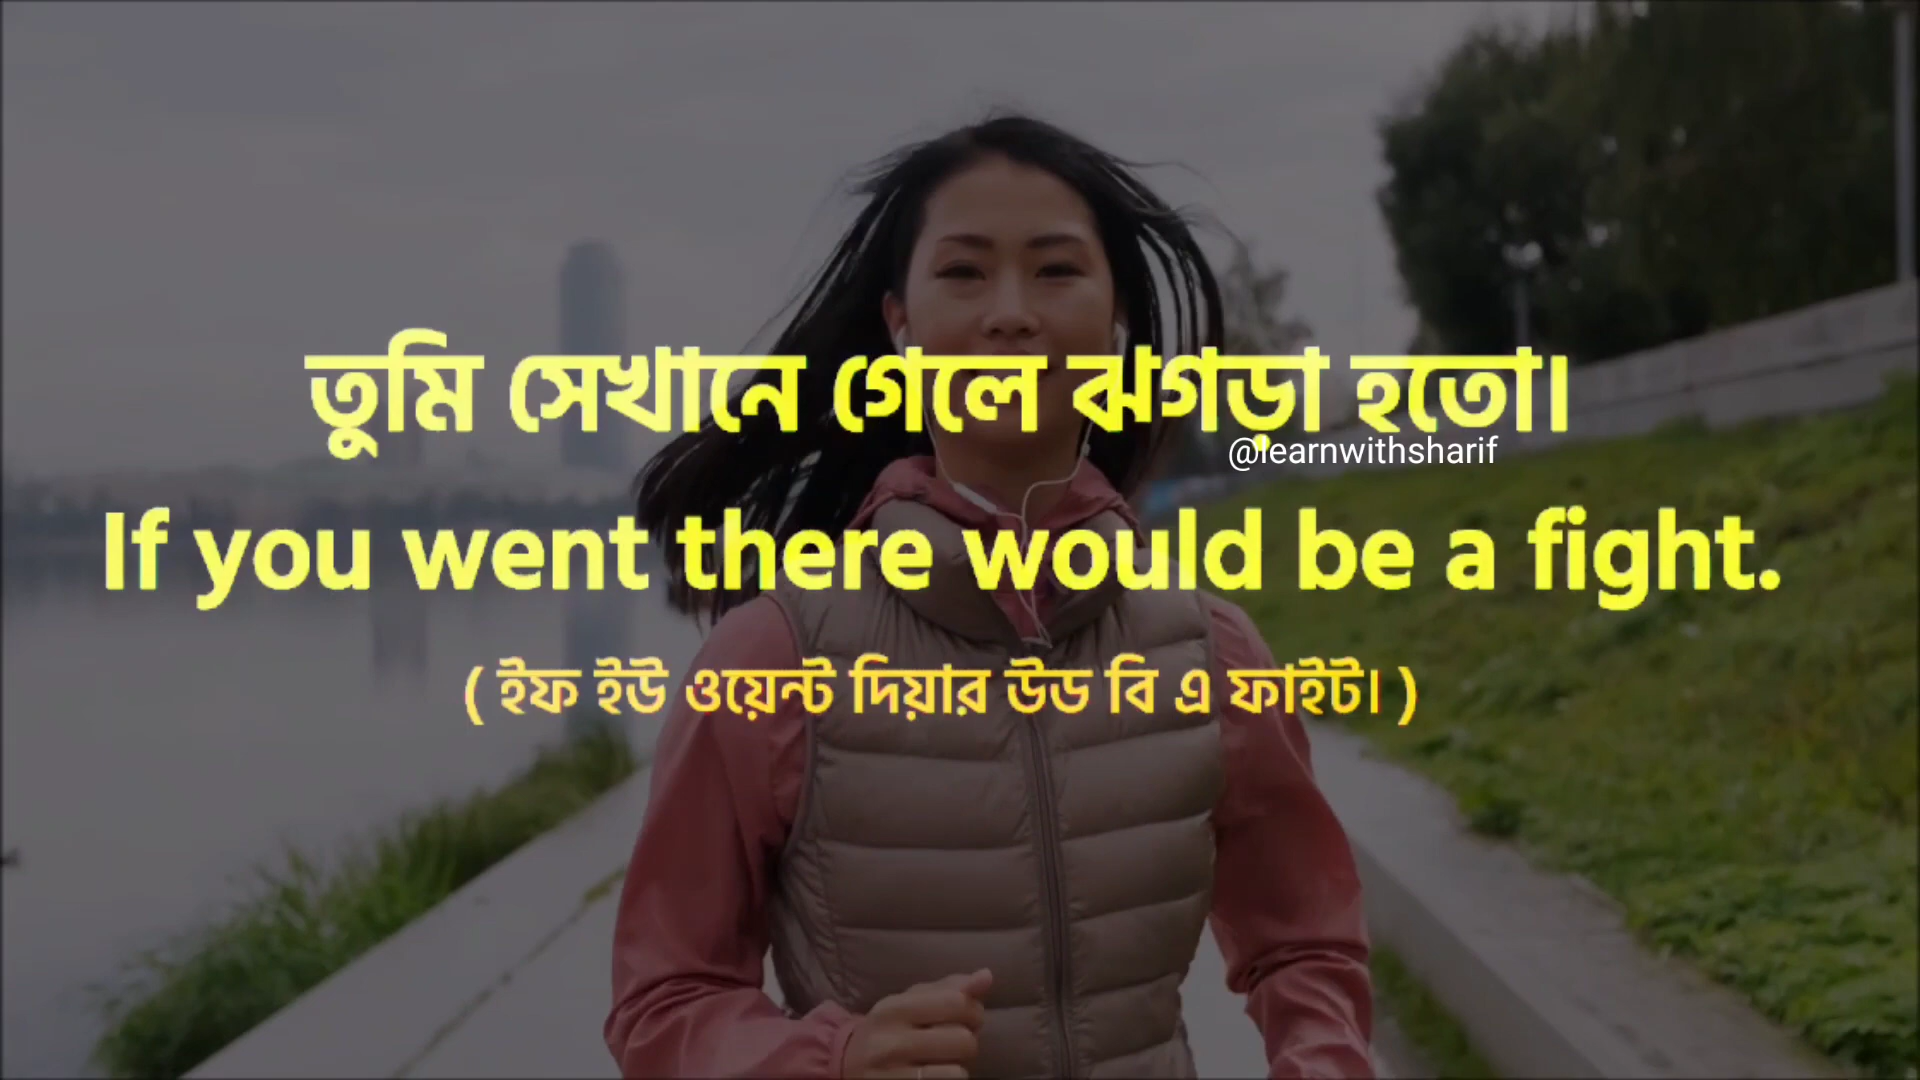 তুমি সেখানে গেলে ঝগড়া হতো।
@learnwithsharif
If you went there would be a fight.
( ইফ ইউ ওয়েন্ট দিয়ার উড বি এ ফাইট। )